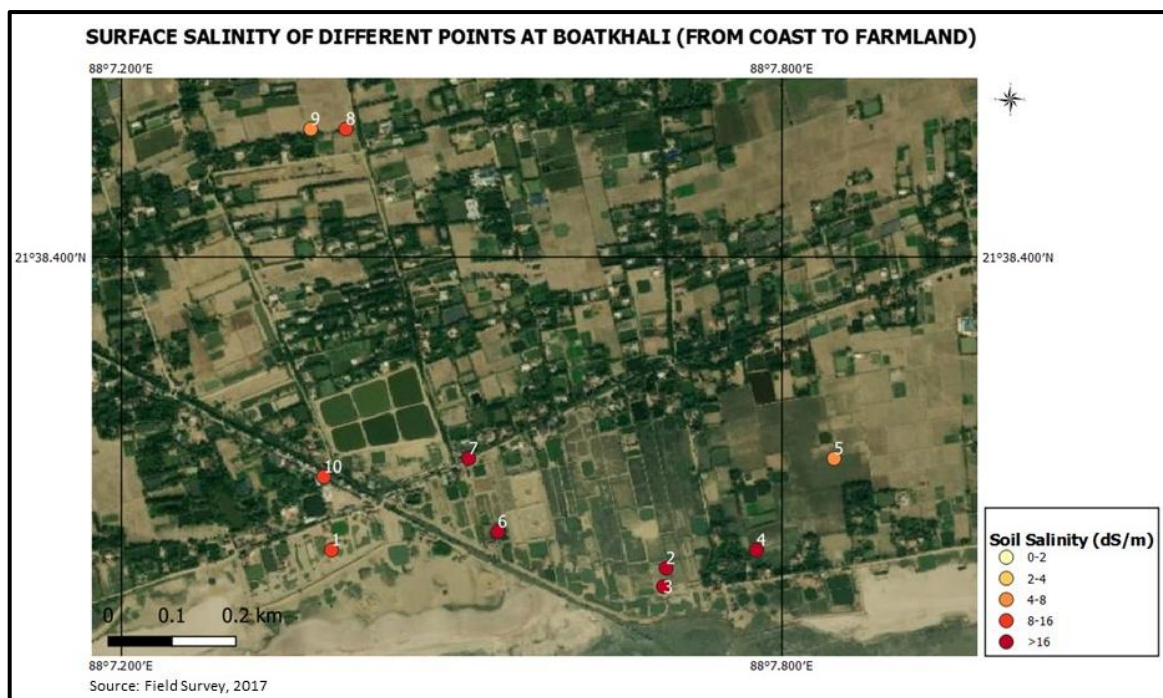 SURFACE SALINITY OF DIFFERENT POINTS AT BOATKHALI (FROM COAST TO FARMLAND)
88°7.200'E
88°7.800'E
9
8
21°38.400'N
21°38.400'N
7
5
10
6
1
4
2
3
0 0.1 0.2 km
Soil Salinity (dS/m)
0-2
2-4
4-8
8-16
>16
88°7.200'E
88°7.800'E
Source: Field Survey, 2017